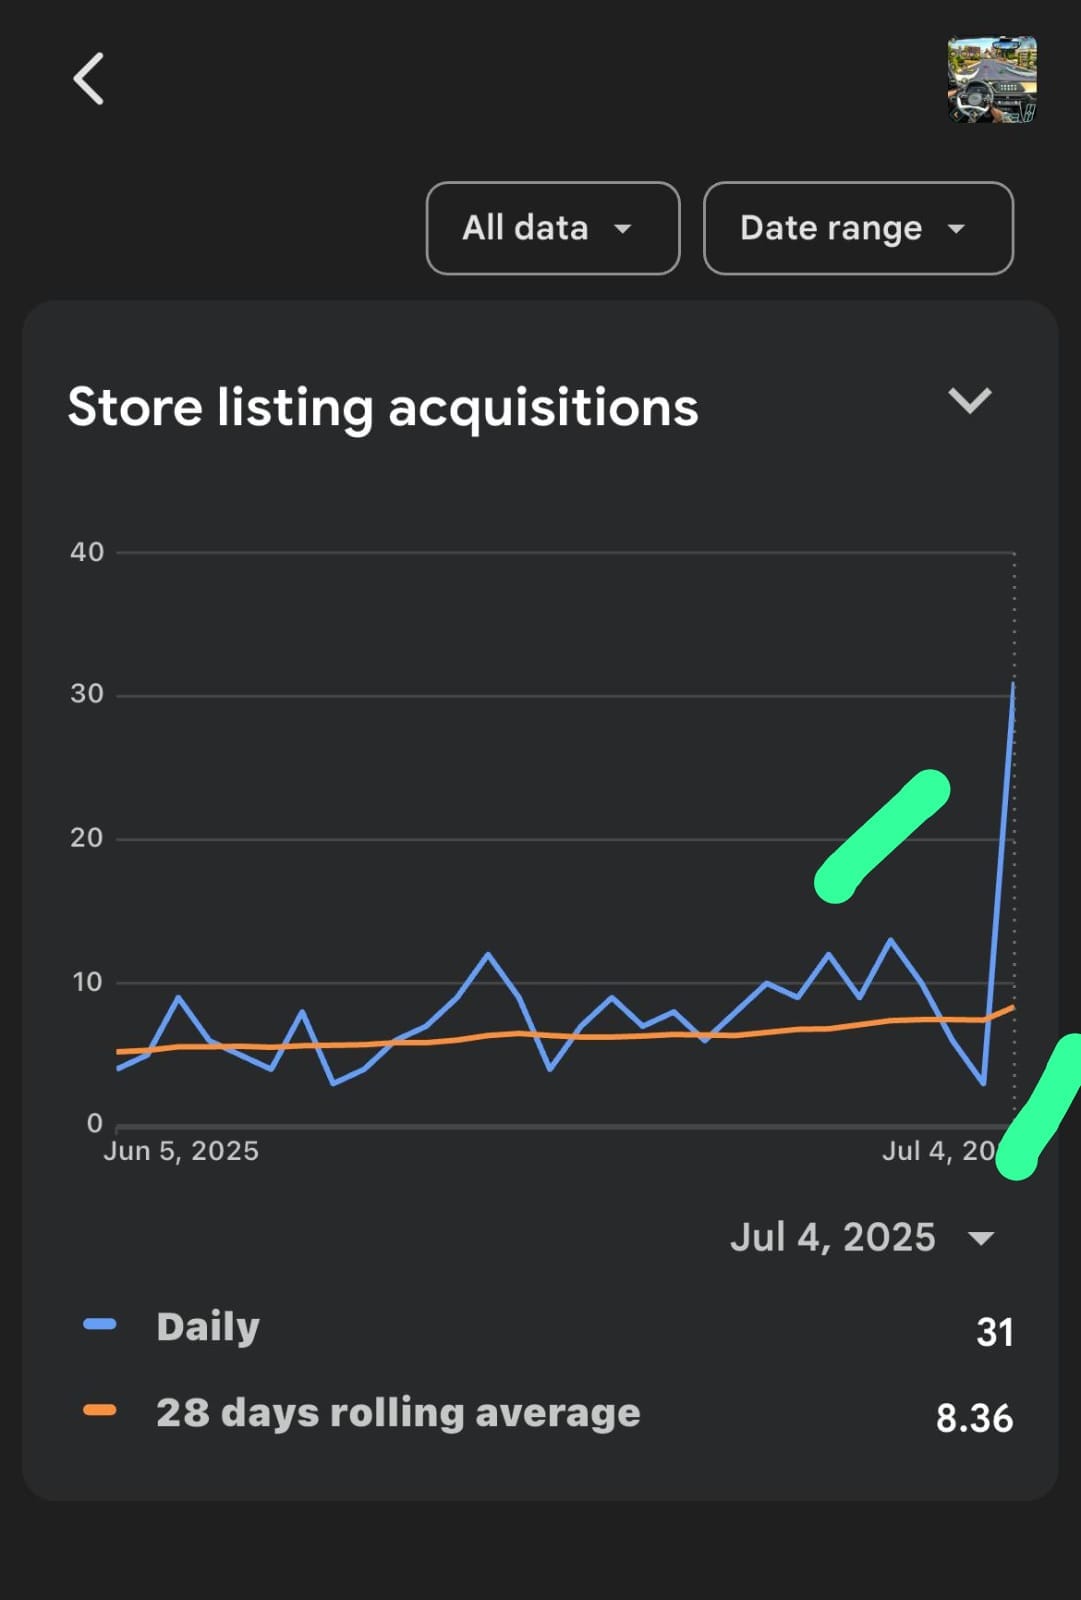 All data
Date range
Store listing acquisitions
40
30
20
10
0
Jun 5, 2025
Jul 4, 20
Jul 4, 2025
Daily
31
28 days rolling average
8.36